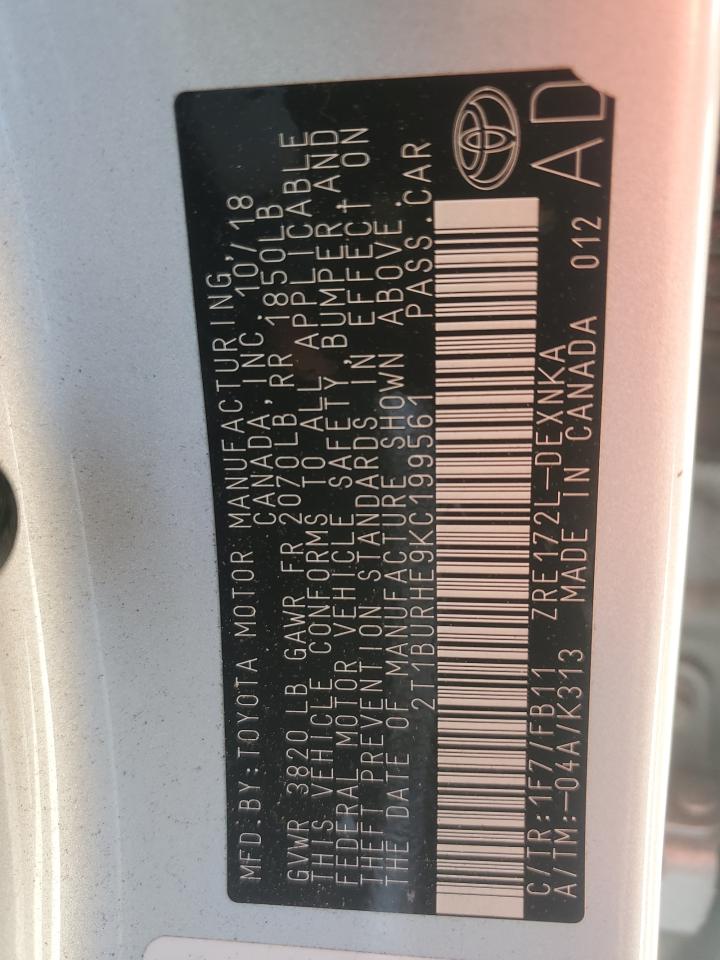 MFD.BY:TOYOTA MOTOR MANUFACTURING,
CANADA,INC. 10/18
GVWR 3820LB GAWR FR 2070LB RR 1850LB
THIS VEHICLE CONFORMS TO ALL APPLICABLE
FEDERAL MOTOR VEHICLE SAFETY,BUMPER,AND
THEFT PREVENTION STANDARDS IN EFFECT ON
THE DATE OF MANUFACTURE SHOWN ABOVE.
2T1BURHE9KC199561 PASS.CAR
C/TR:1F7/FB11 ZRE172L-DEXNKA
A/TM:-04A/K313 MADE IN CANADA 012
AD